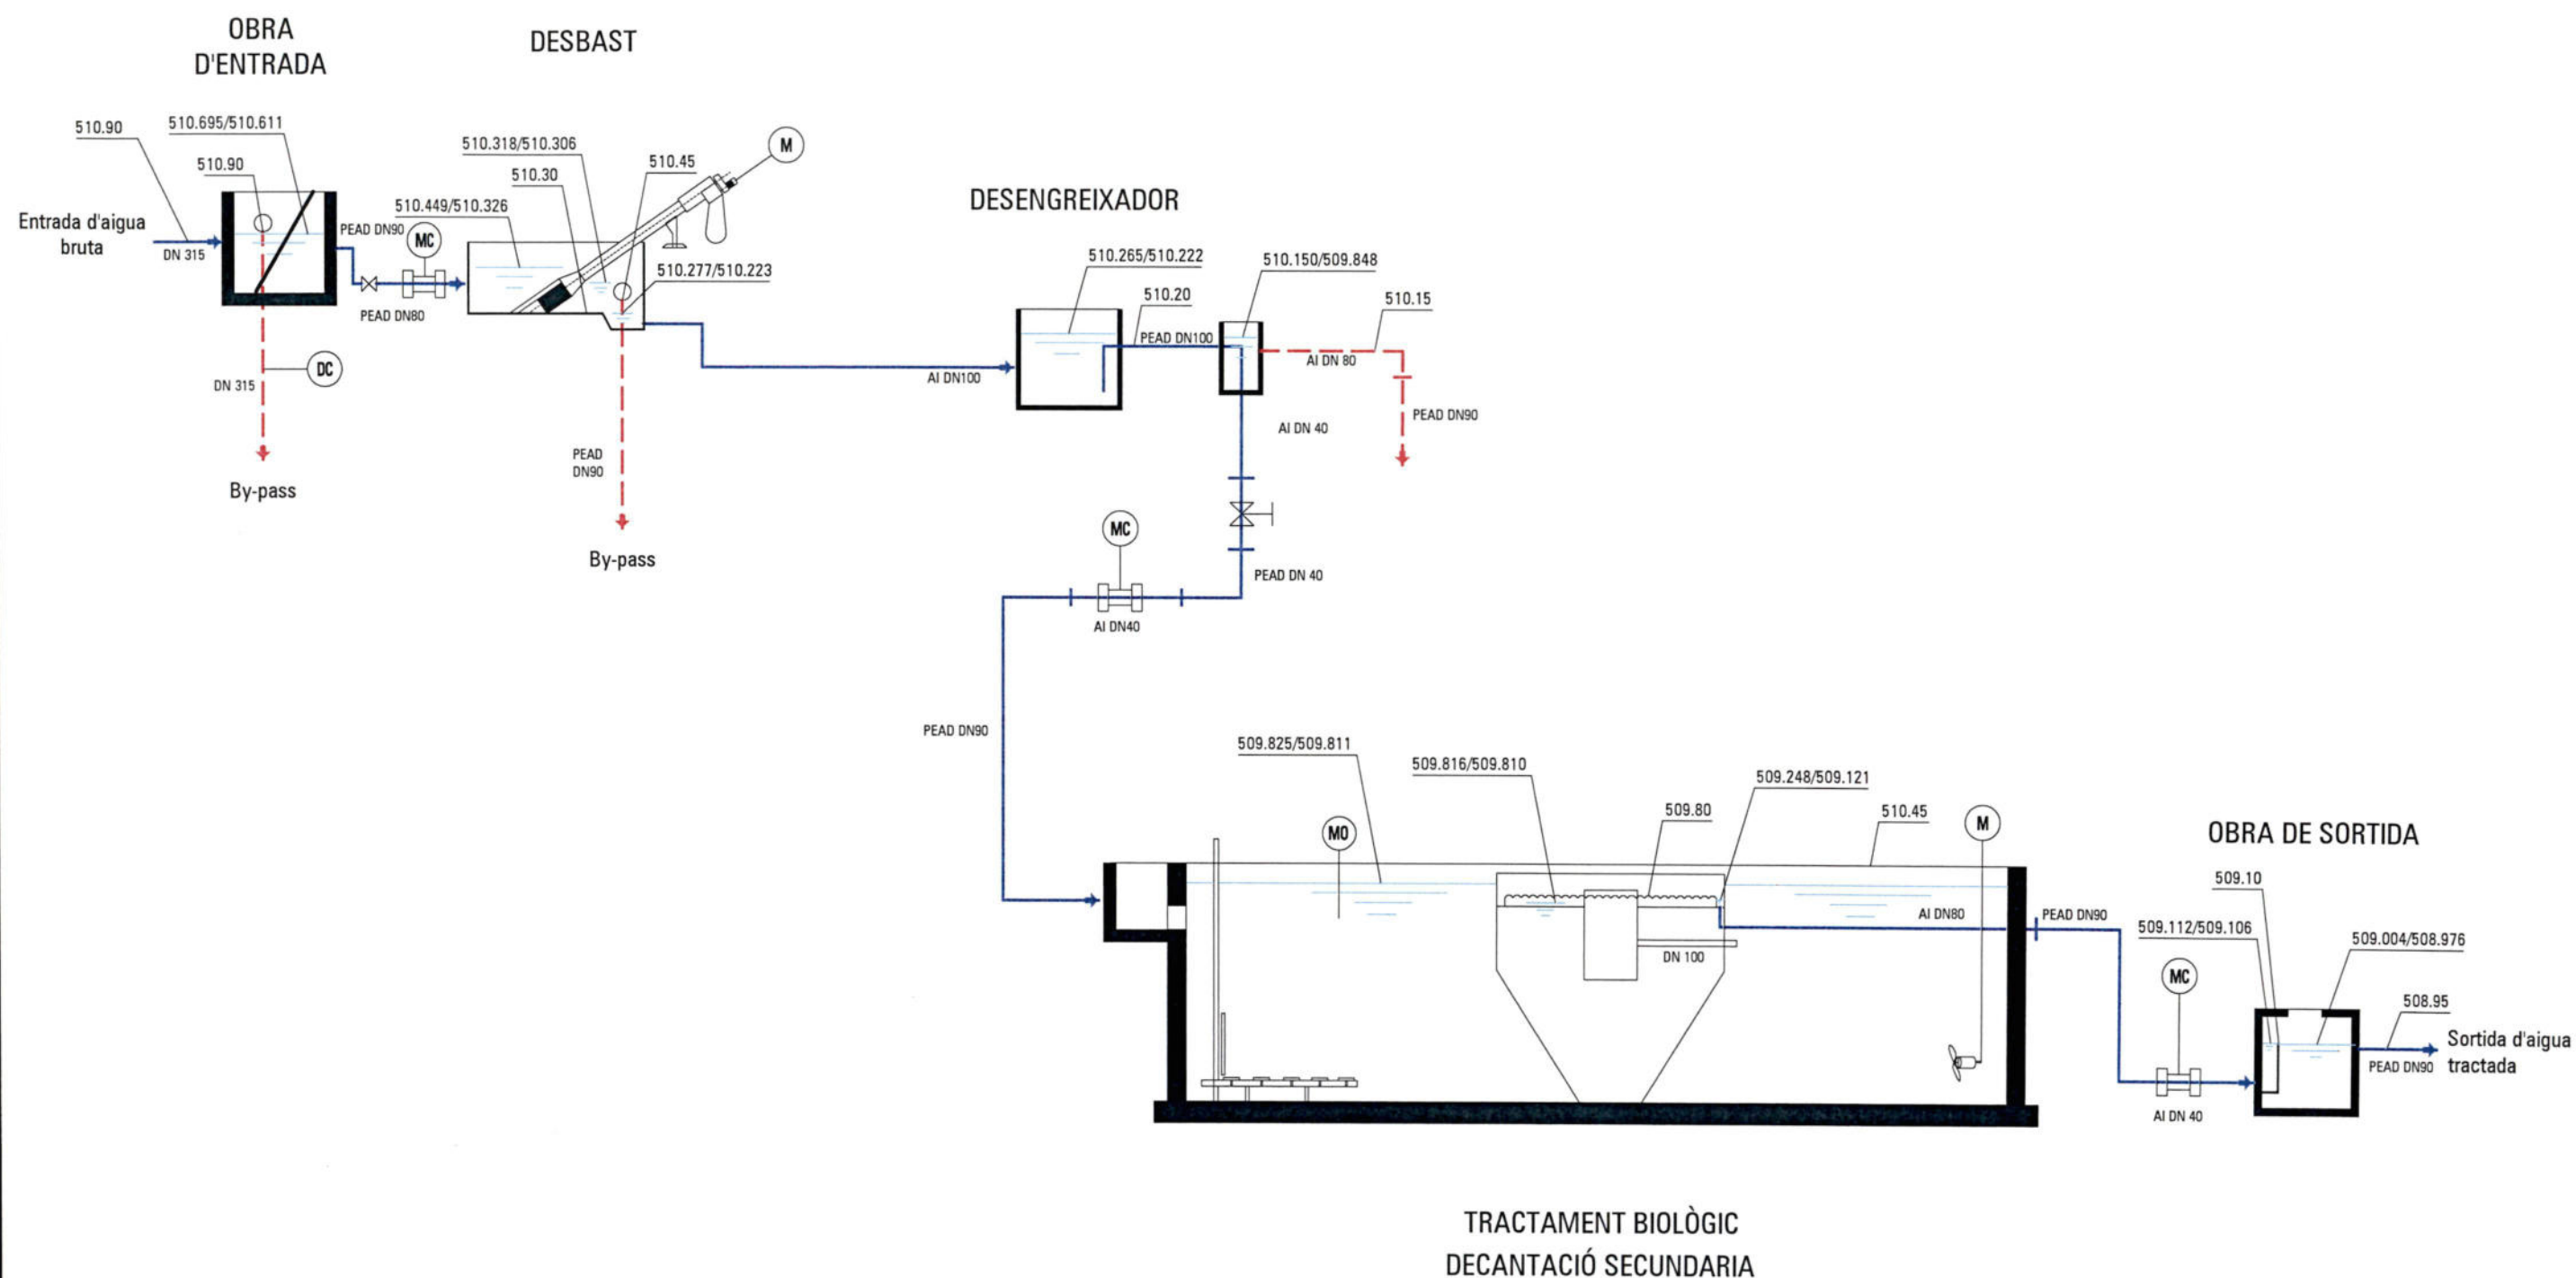 OBRA
D'ENTRADA
DESBAST
510.90
510.695/510.611
510.90
Entrada d'aigua
bruta
DN 315
PEAD DN90
MC
PEAD DN80
DN 315
DC
By-pass
510.318/510.306
510.30
510.449/510.326
510.45
M
510.277/510.223
PEAD
DN90
By-pass
AI DN100
DESENGREIXADOR
510.265/510.222
510.20
PEAD DN100
510.150/509.848
510.15
AI DN 80
PEAD DN90
AI DN 40
PEAD DN 40
MC
AI DN40
PEAD DN90
509.825/509.811
509.816/509.810
509.248/509.121
509.80
510.45
MO
M
AI DN80
DN 100
PEAD DN90
OBRA DE SORTIDA
509.10
509.112/509.106
509.004/508.976
MC
508.95
Sortida d'aigua
tractada
PEAD DN90
AI DN 40
TRACTAMENT BIOLÒGIC
DECANTACIÓ SECUNDARIA